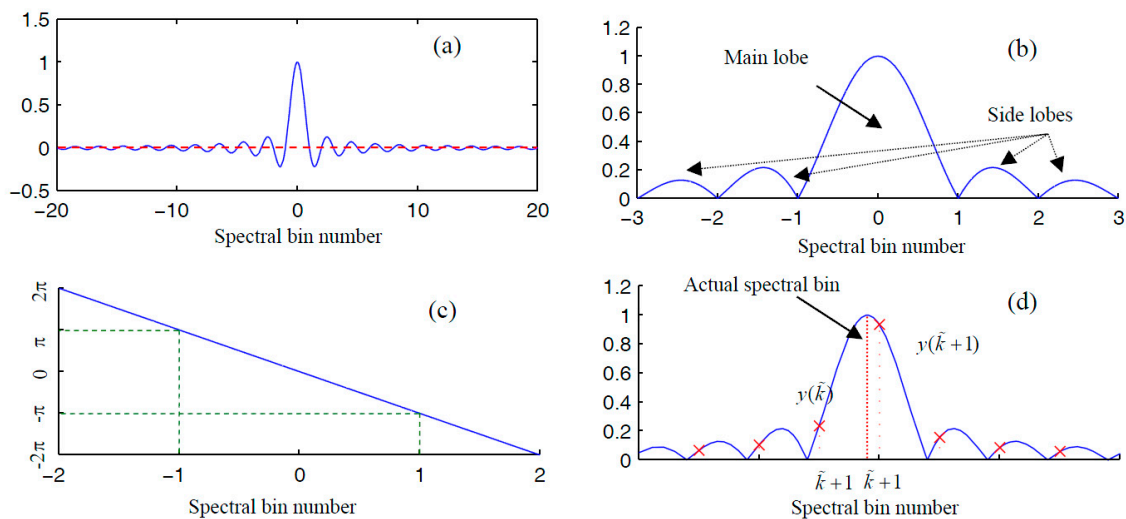 1.5
1
0.5
0
−0.5
−20
−10
0
10
20
(a)
Spectral bin number
1.2
1
0.8
0.6
0.4
0.2
0
−3
−2
−1
0
1
2
3
(b)
Main lobe
Side lobes
Spectral bin number
2π
π
0
-π
-2π
−2
−1
0
1
2
(c)
Spectral bin number
1.2
1
0.8
0.6
0.4
0.2
0
Actual spectral bin
(d)
y(k̃+1)
y(k̃)
k̃+1 k̃+1
Spectral bin number